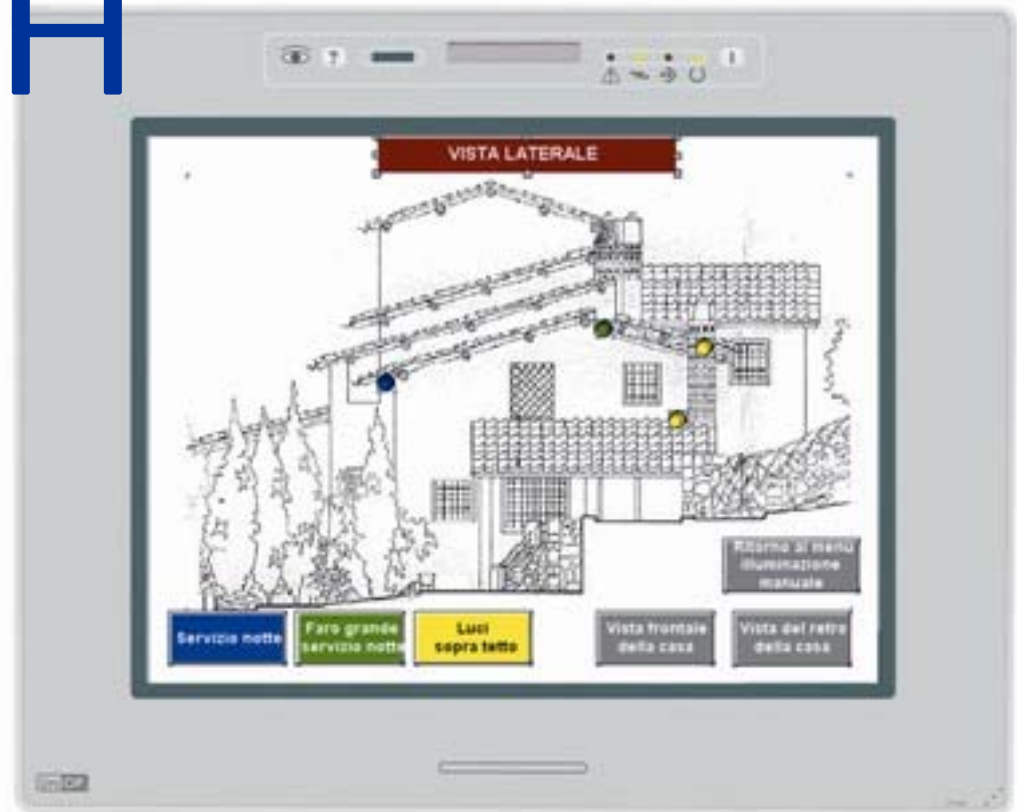 H
?
VISTA LATERALE
Ritorno al menù
illuminazione
manuale
Servizio notte
Faro grande
servizio notte
Luci
sopra tetto
Vista frontale
della casa
Vista del retro
della casa